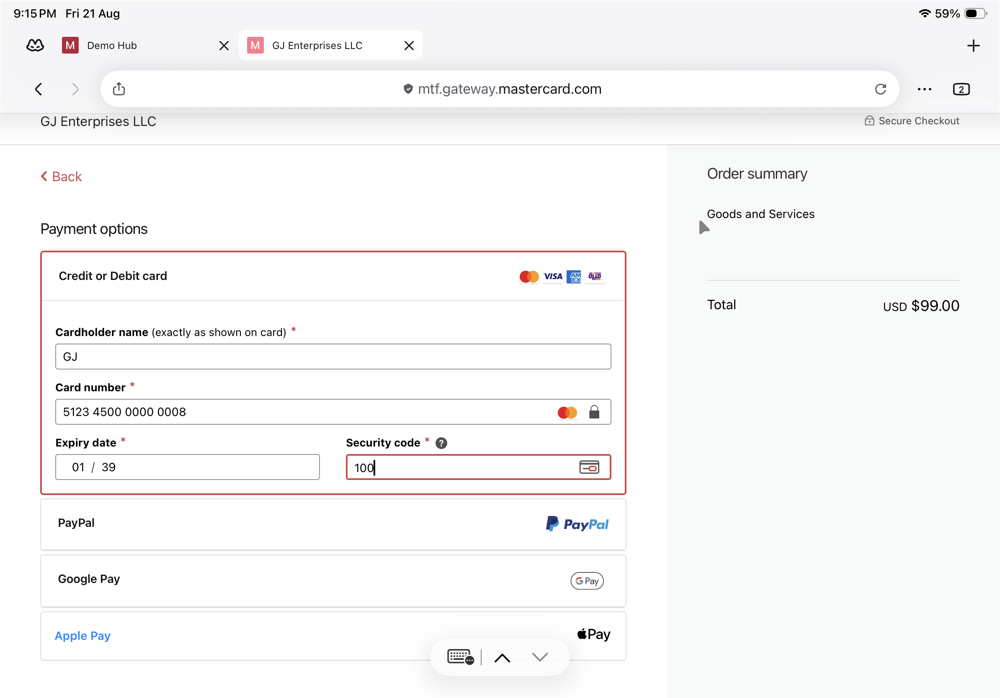 9:15 PM Fri 21 Aug
59%
M Demo Hub
M GJ Enterprises LLC
mtf.gateway.mastercard.com
2
GJ Enterprises LLC
Secure Checkout
Back
Order summary
Goods and Services
Payment options
Credit or Debit card
VISA
AM
EX
Total
USD $99.00
Cardholder name (exactly as shown on card) *
GJ
Card number *
5123 4500 0000 0008
Expiry date *
Security code * ?
01 / 39
100
PayPal
PayPal
Google Pay
G Pay
Apple Pay
Pay